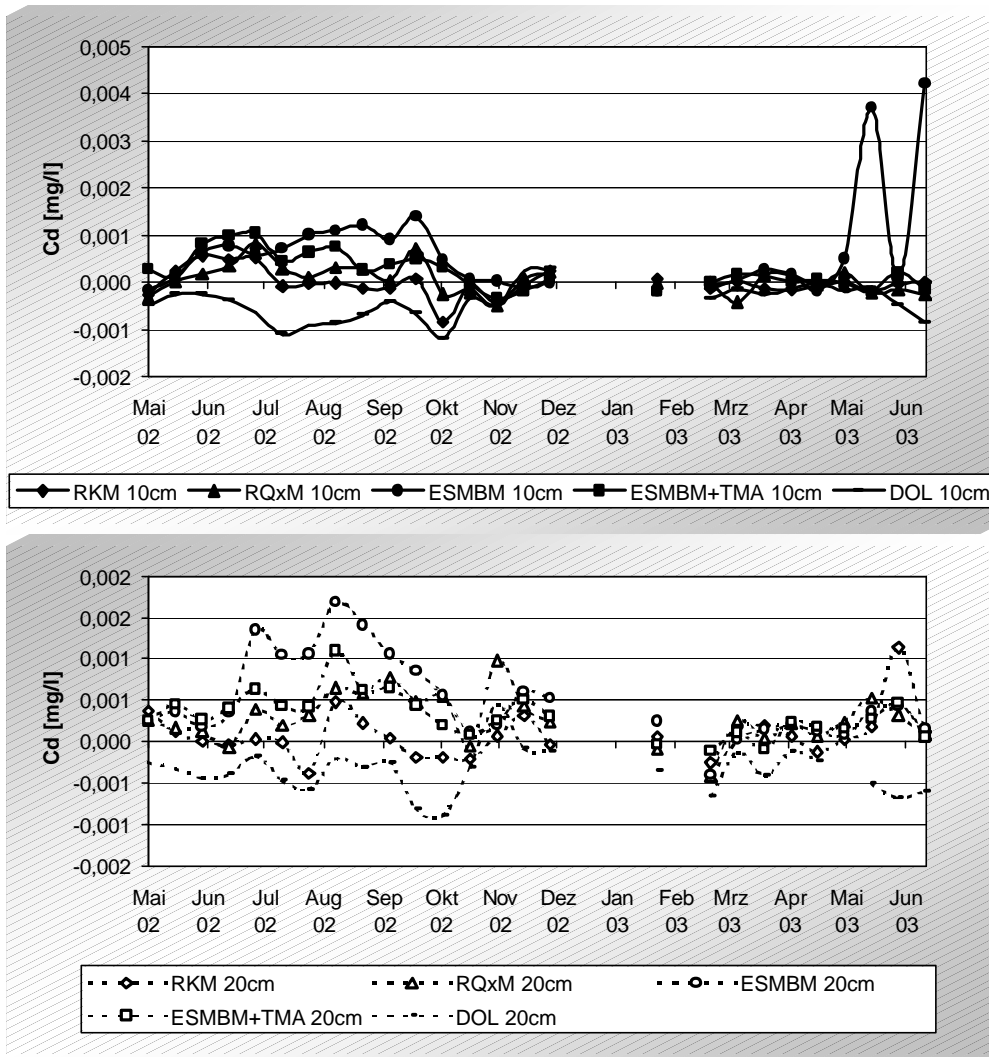 0,005
0,004
0,003
0,002
0,001
0,000
-0,001
-0,002
Cd [mg/l]
Mai Jun Jul Aug Sep Okt Nov Dez Jan Feb Mrz Apr Mai Jun
02 02 02 02 02 02 02 02 03 03 03 03 03 03
RKM 10cm RQxM 10cm ESMBM 10cm ESMBM+TMA 10cm DOL 10cm
0,002
0,002
0,001
0,001
0,000
-0,001
-0,001
-0,002
Cd [mg/l]
Mai Jun Jul Aug Sep Okt Nov Dez Jan Feb Mrz Apr Mai Jun
02 02 02 02 02 02 02 02 03 03 03 03 03 03
RKM 20cm RQxM 20cm ESMBM 20cm
ESMBM+TMA 20cm DOL 20cm